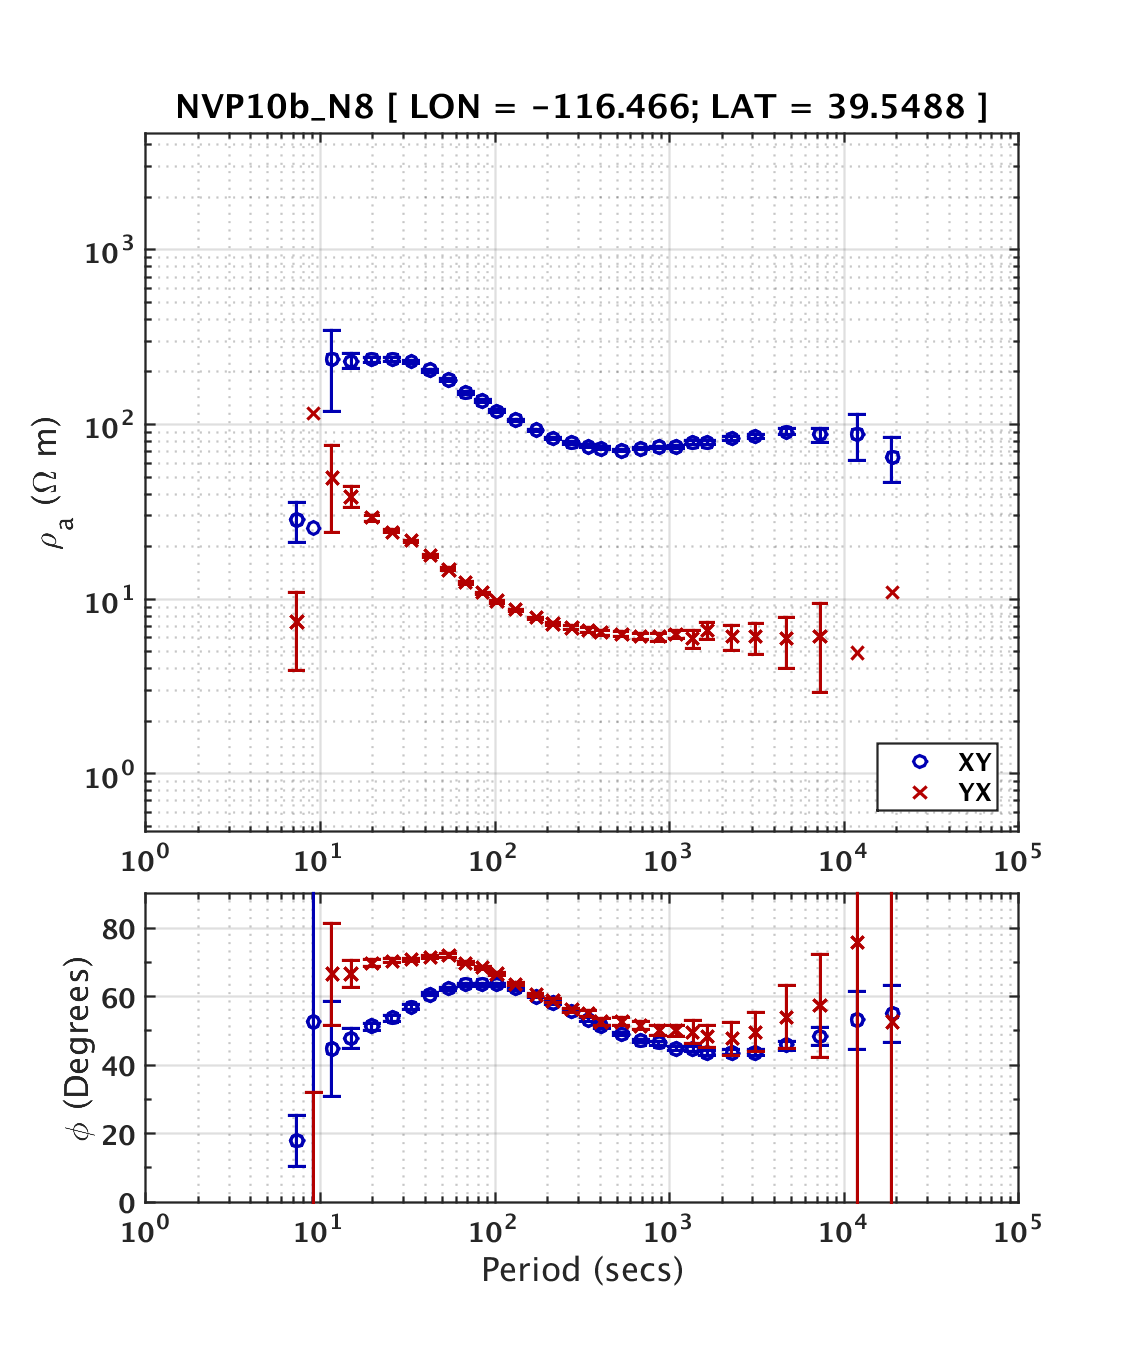 NVP10b_N8 [ LON = −116.466; LAT = 39.5488 ]
ρₐ (Ω m)
10³
10²
10¹
10⁰
XY
YX
10⁰ 10¹ 10² 10³ 10⁴ 10⁵
ϕ (Degrees)
80
60
40
20
0
10⁰ 10¹ 10² 10³ 10⁴ 10⁵
Period (secs)